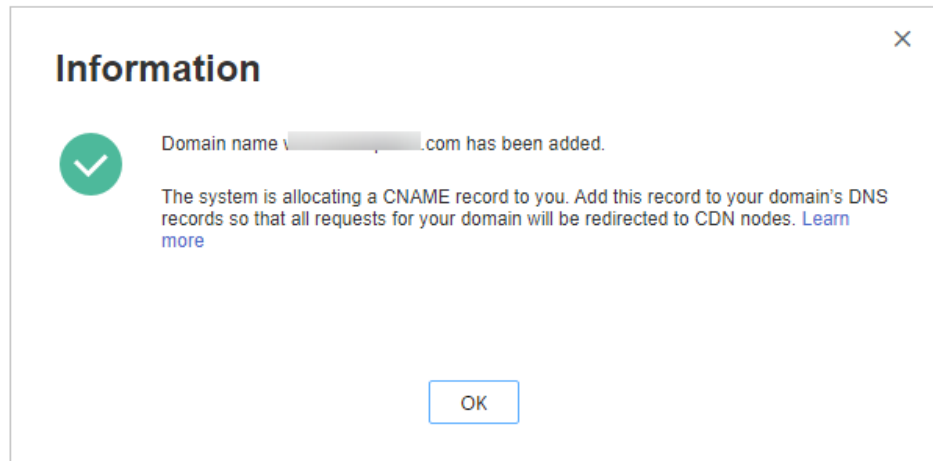 Information
Domain name .com has been added.
The system is allocating a CNAME record to you. Add this record to your domain's DNS
records so that all requests for your domain will be redirected to CDN nodes. Learn
more
OK